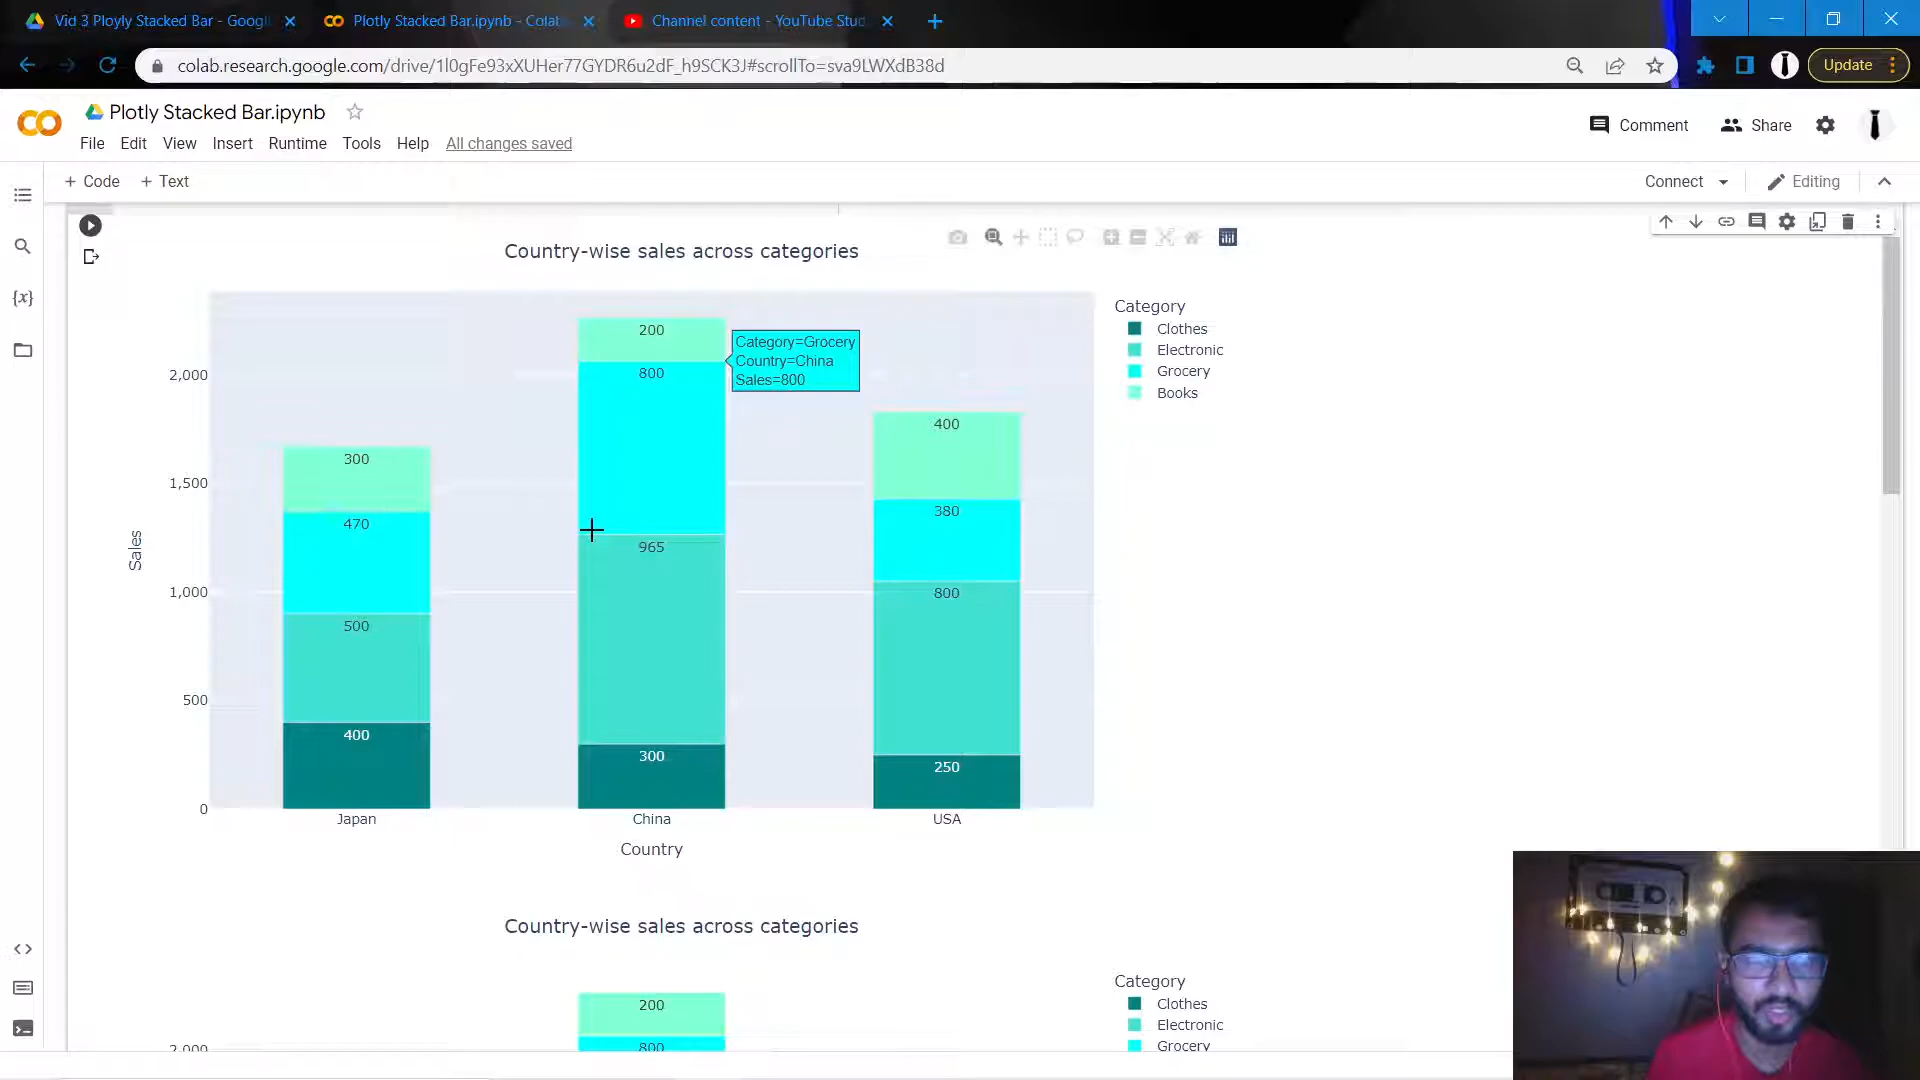 Vid 3 Ployly Stacked Bar - Googl
Plotly Stacked Bar.ipynb - Colab
Channel content - YouTube Stud
colab.research.google.com/drive/1l0gFe93xXUHer77GYDR6u2dF_h9SCK3J#scrollTo=sva9LWXdB38d
Update
Plotly Stacked Bar.ipynb
File Edit View Insert Runtime Tools Help All changes saved
Comment Share
+ Code + Text
Connect Editing
{x}
Country-wise sales across categories
Category
Clothes
Electronic
Grocery
Books
200
Category=Grocery
Country=China
Sales=800
800
2,000
400
300
1,500
470
380
965
Sales
1,000
800
500
500
400
300
250
0
Japan China USA
Country
Country-wise sales across categories
Category
Clothes
Electronic
Grocery
200
800
2,000